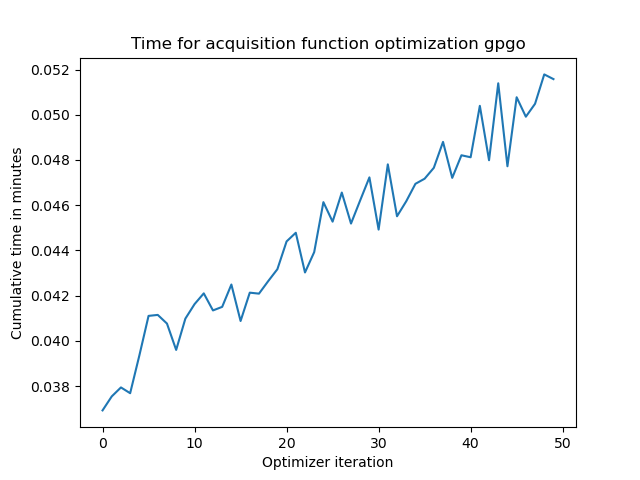 Time for acquisition function optimization gpgo
Cumulative time in minutes
0.052
0.050
0.048
0.046
0.044
0.042
0.040
0.038
0 10 20 30 40 50
Optimizer iteration